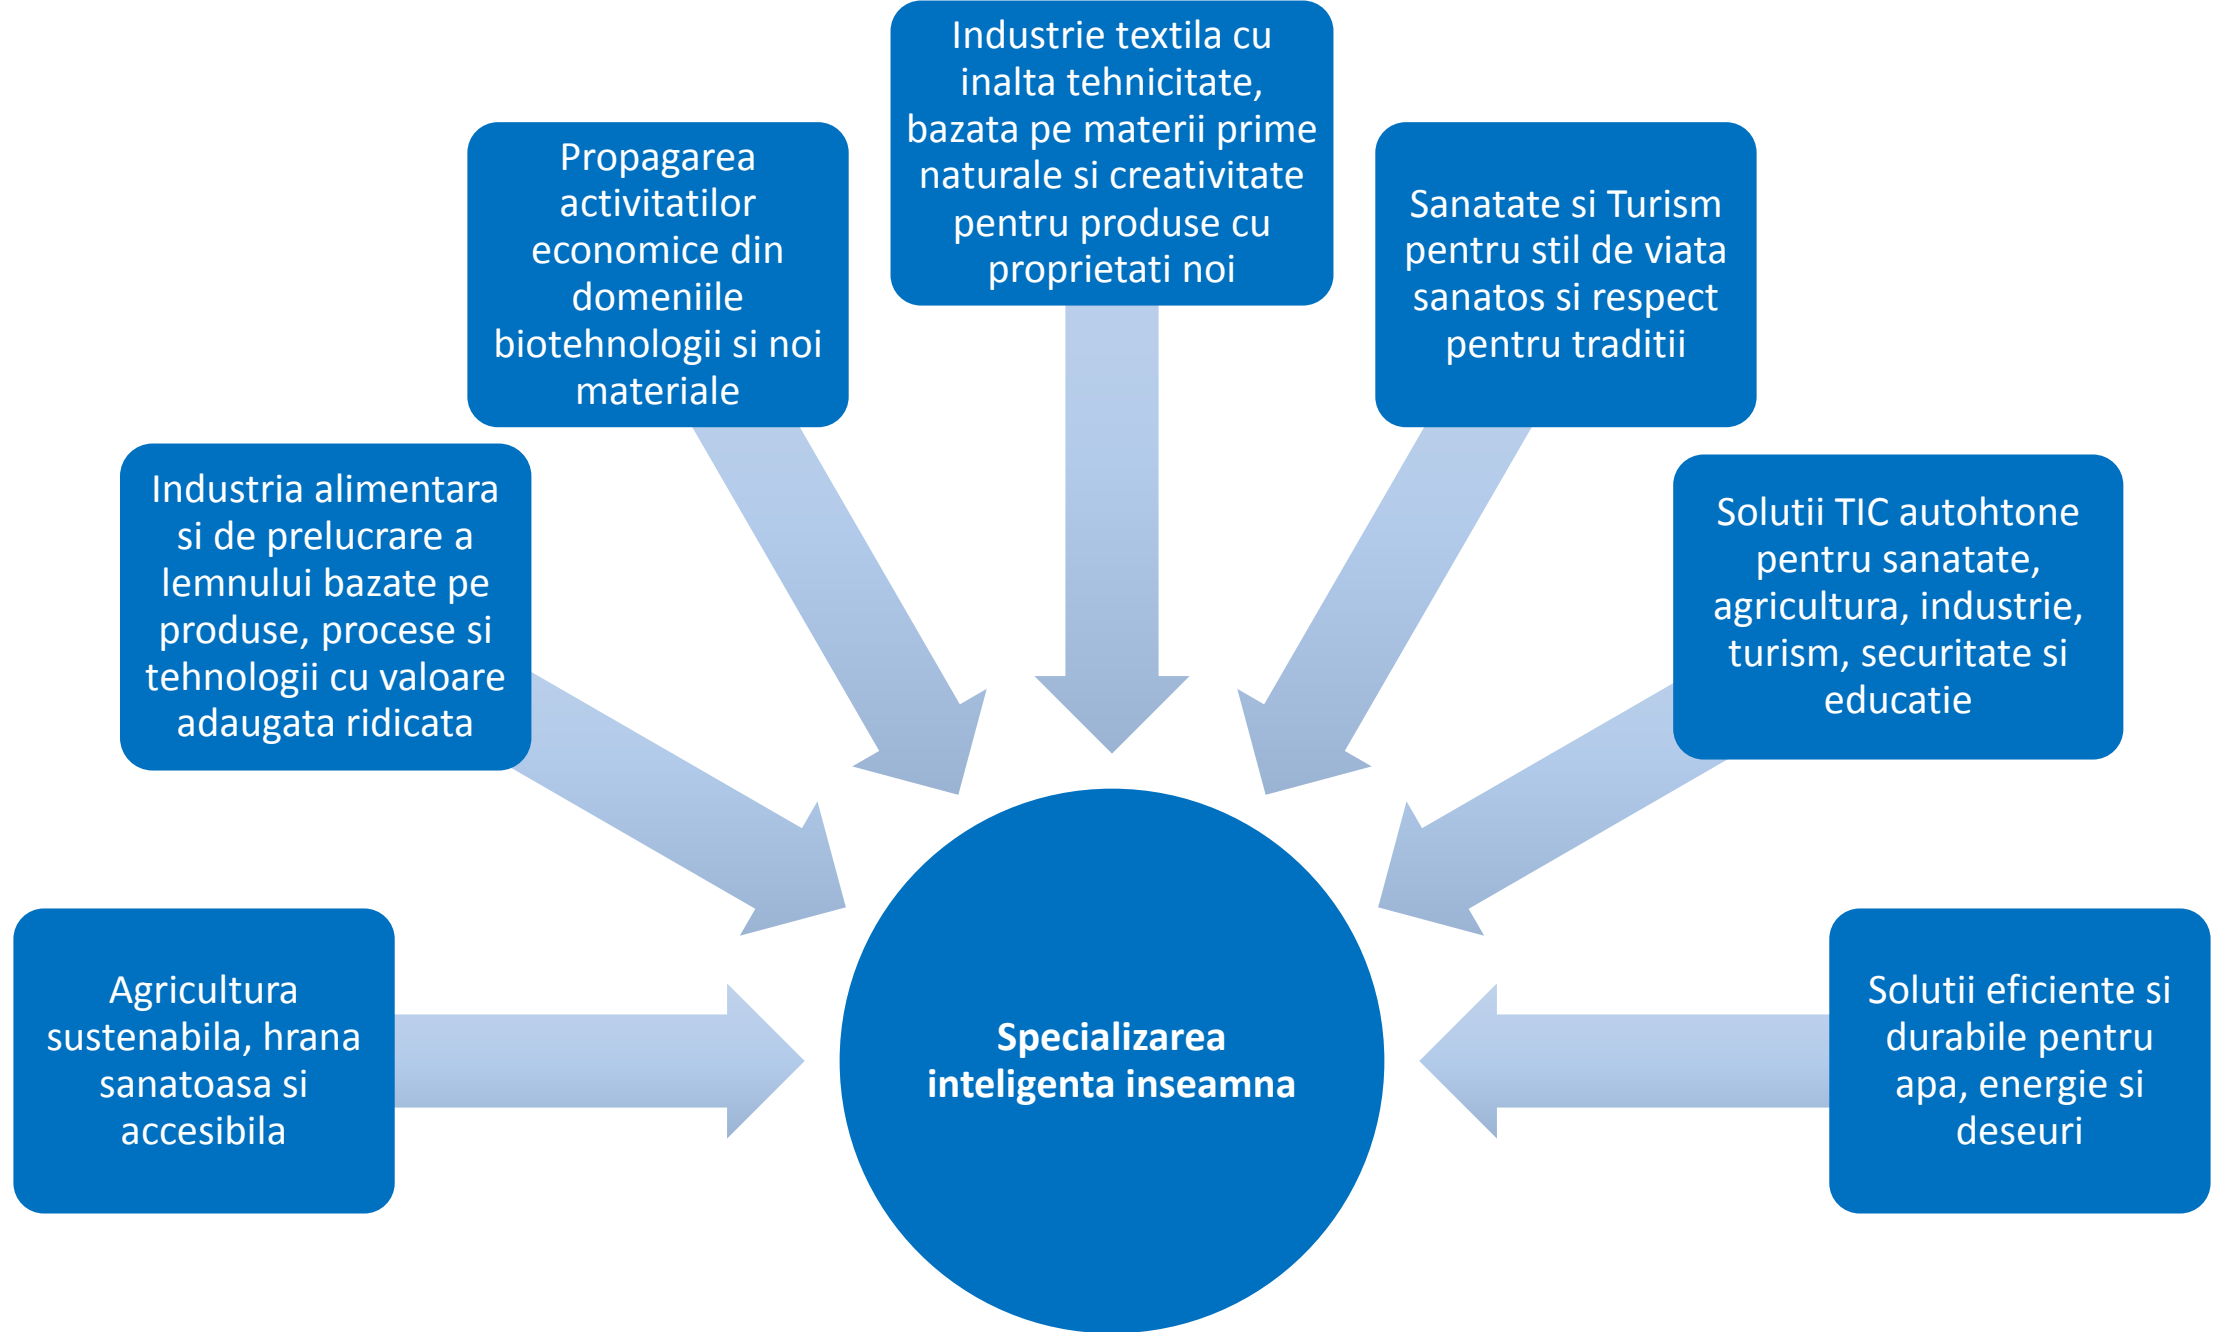 Industrie textila cu
inalta tehnicitate,
bazata pe materii prime
naturale si creativitate
pentru produse cu
proprietati noi
Propagarea
activitatilor
economice din
domeniile
biotehnologii si noi
materiale
Sanatate si Turism
pentru stil de viata
sanatos si respect
pentru traditii
Industria alimentara
si de prelucrare a
lemnului bazate pe
produse, procese si
tehnologii cu valoare
adaugata ridicata
Solutii TIC autohtone
pentru sanatate,
agricultura, industrie,
turism, securitate si
educatie
Agricultura
sustenabila, hrana
sanatoasa si
accesibila
Specializarea
inteligenta inseamna
Solutii eficiente si
durabile pentru
apa, energie si
deseuri